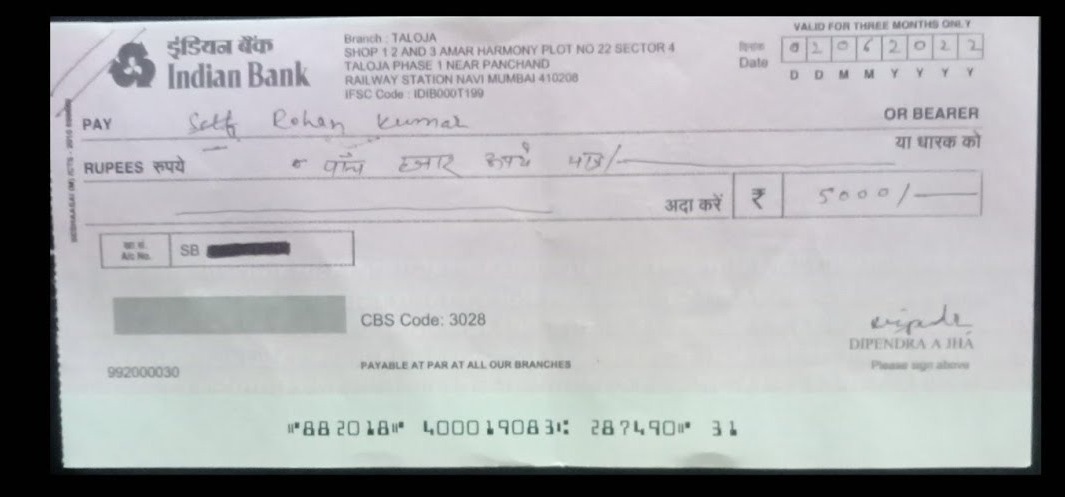 VALID FOR THREE MONTHS ONLY
इंडियन बैंक
Indian Bank
Branch : TALOJA
SHOP 1 2 AND 3 AMAR HARMONY PLOT NO 22 SECTOR 4
TALOJA PHASE 1 NEAR PANCHAND
RAILWAY STATION NAVI MUMBAI 410208
IFSC Code : IDIB000T199
दिनांक
Date 0 2 0 6 2 0 2 2
D D M M Y Y Y Y
PAY Self Rohan Kumar OR BEARER
या धारक को
RUPEES रुपये पाँच हजार रूपये मात्र/-
अदा करें ₹ 5000/-
खा सं.
A/c No. SB
CBS Code: 3028
DIPENDRA A JHA
Please sign above
992000030 PAYABLE AT PAR AT ALL OUR BRANCHES
⑈882018⑈ 400019083⑆ 287490⑈ 31